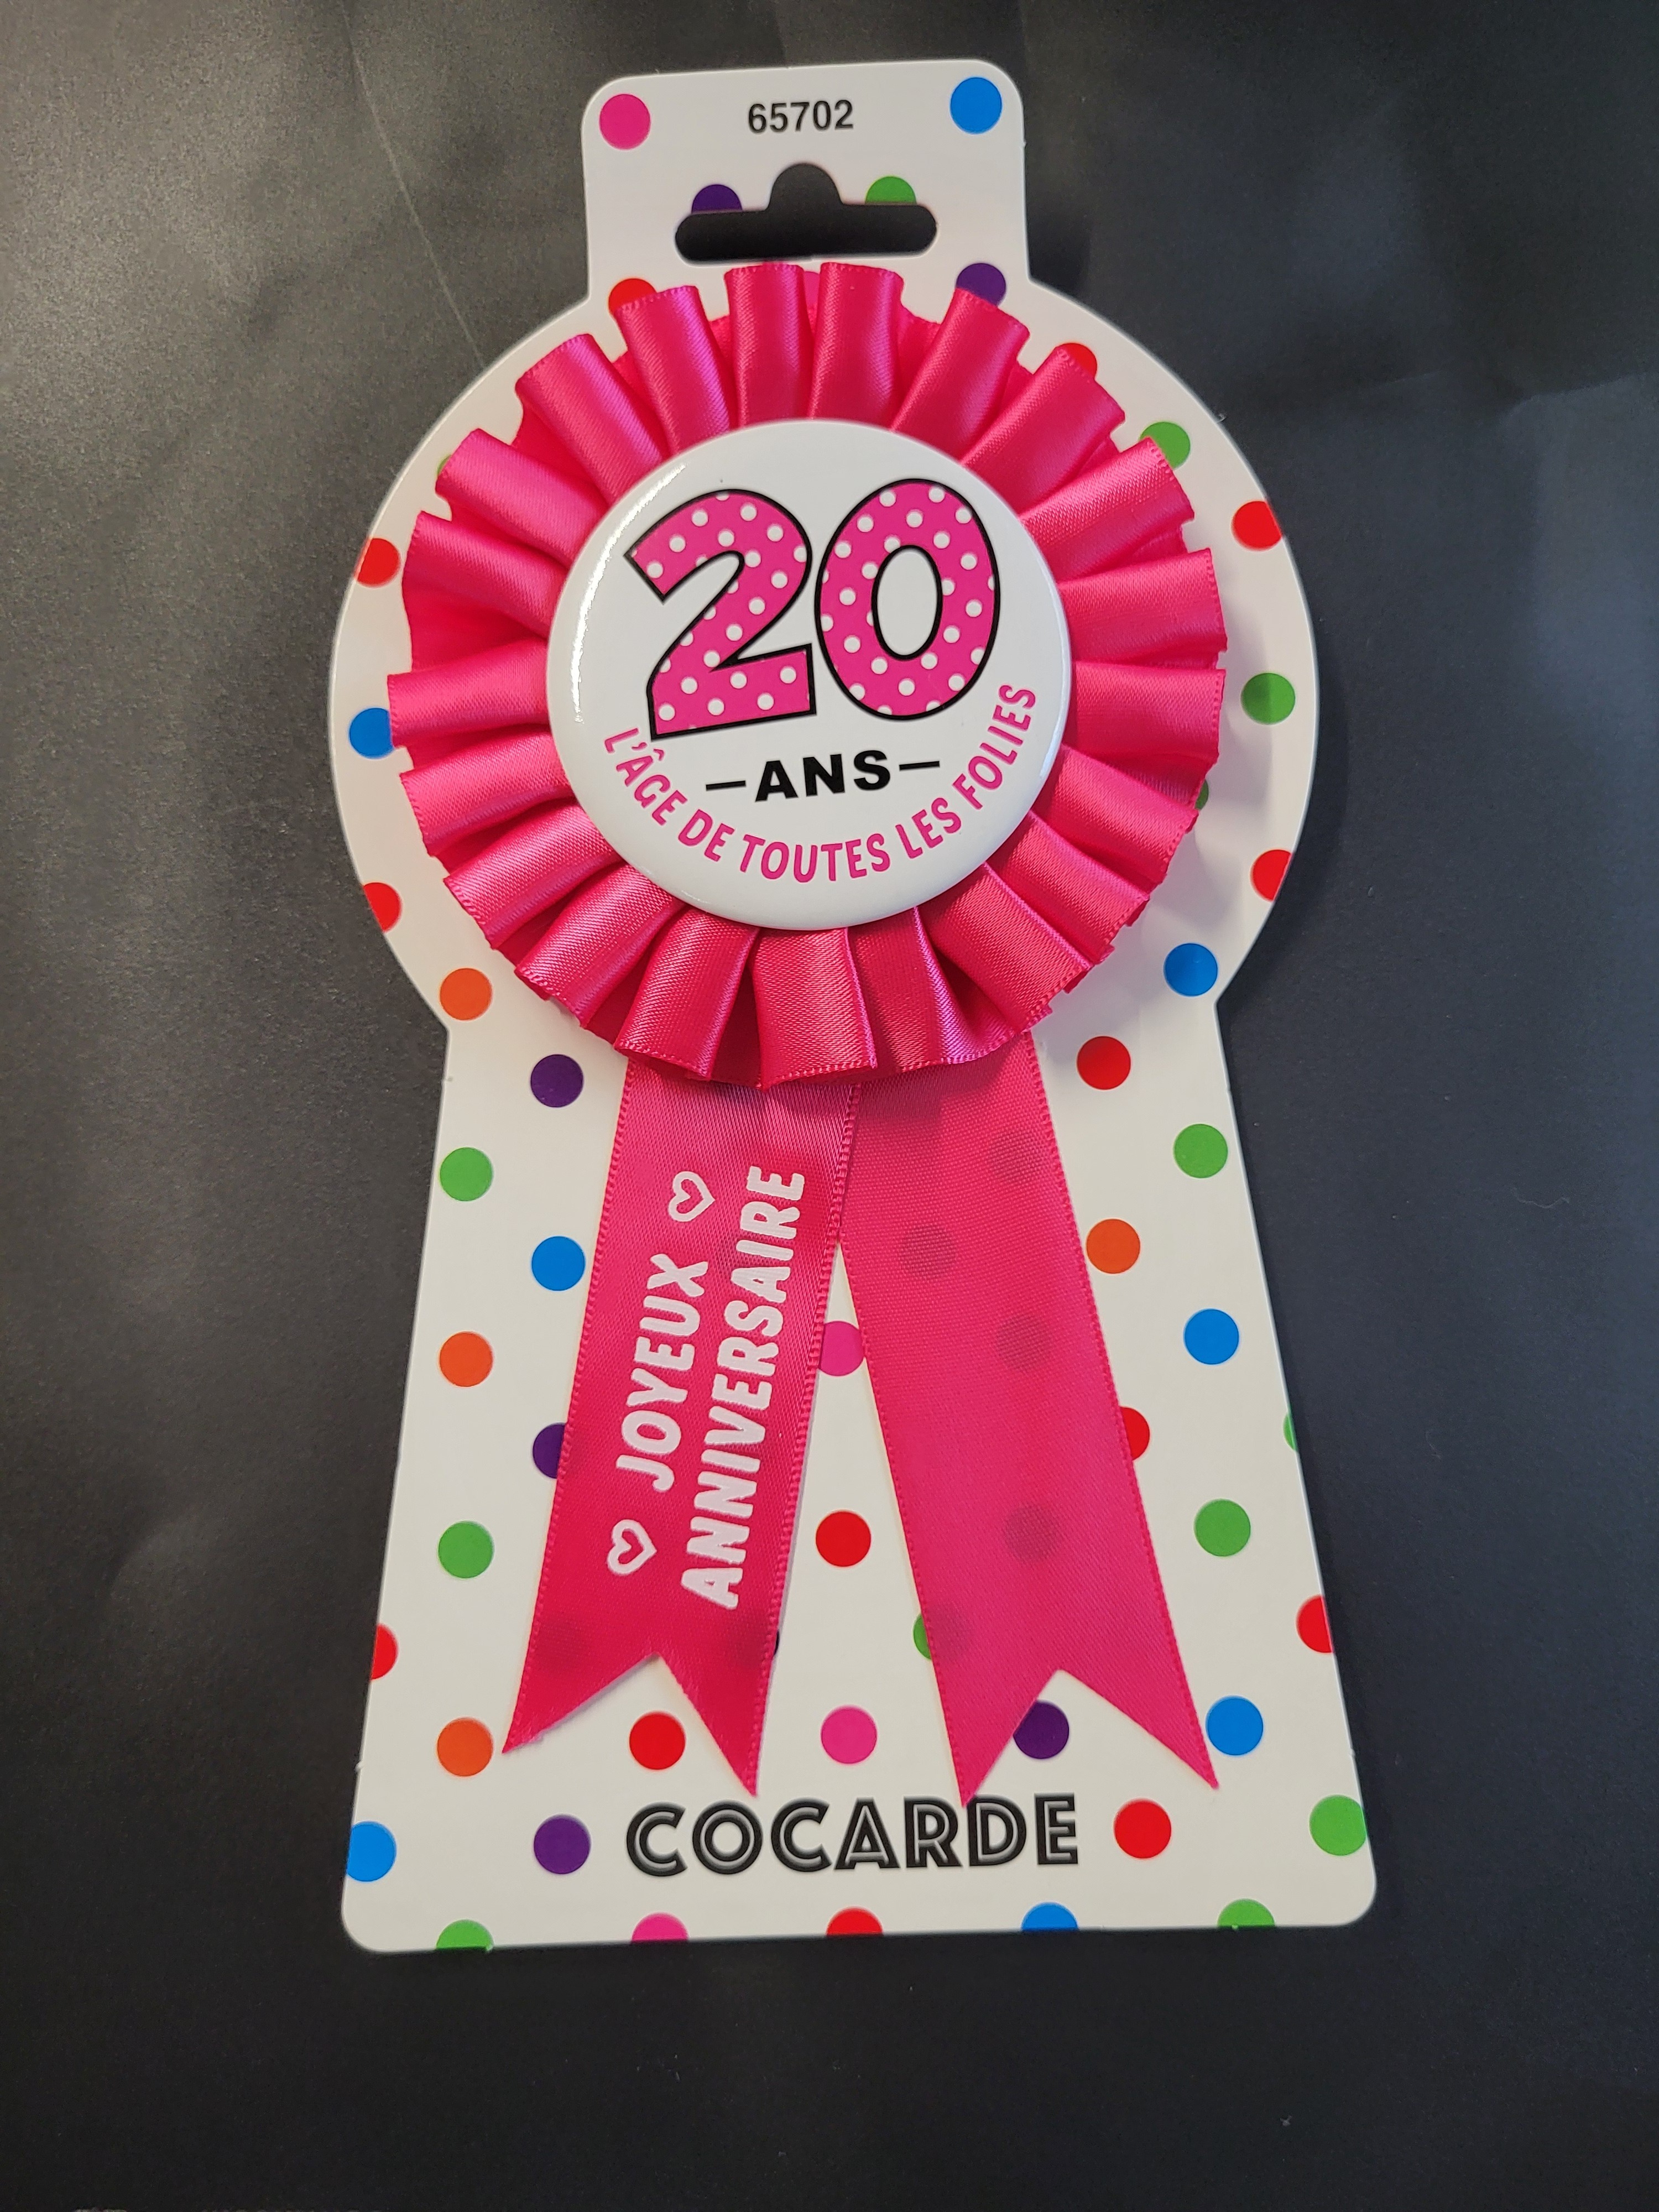 65702
20
—ANS—
L'ÂGE DE TOUTES LES FOLIES
♡ JOYEUX ♡
ANNIVERSAIRE
COCARDE